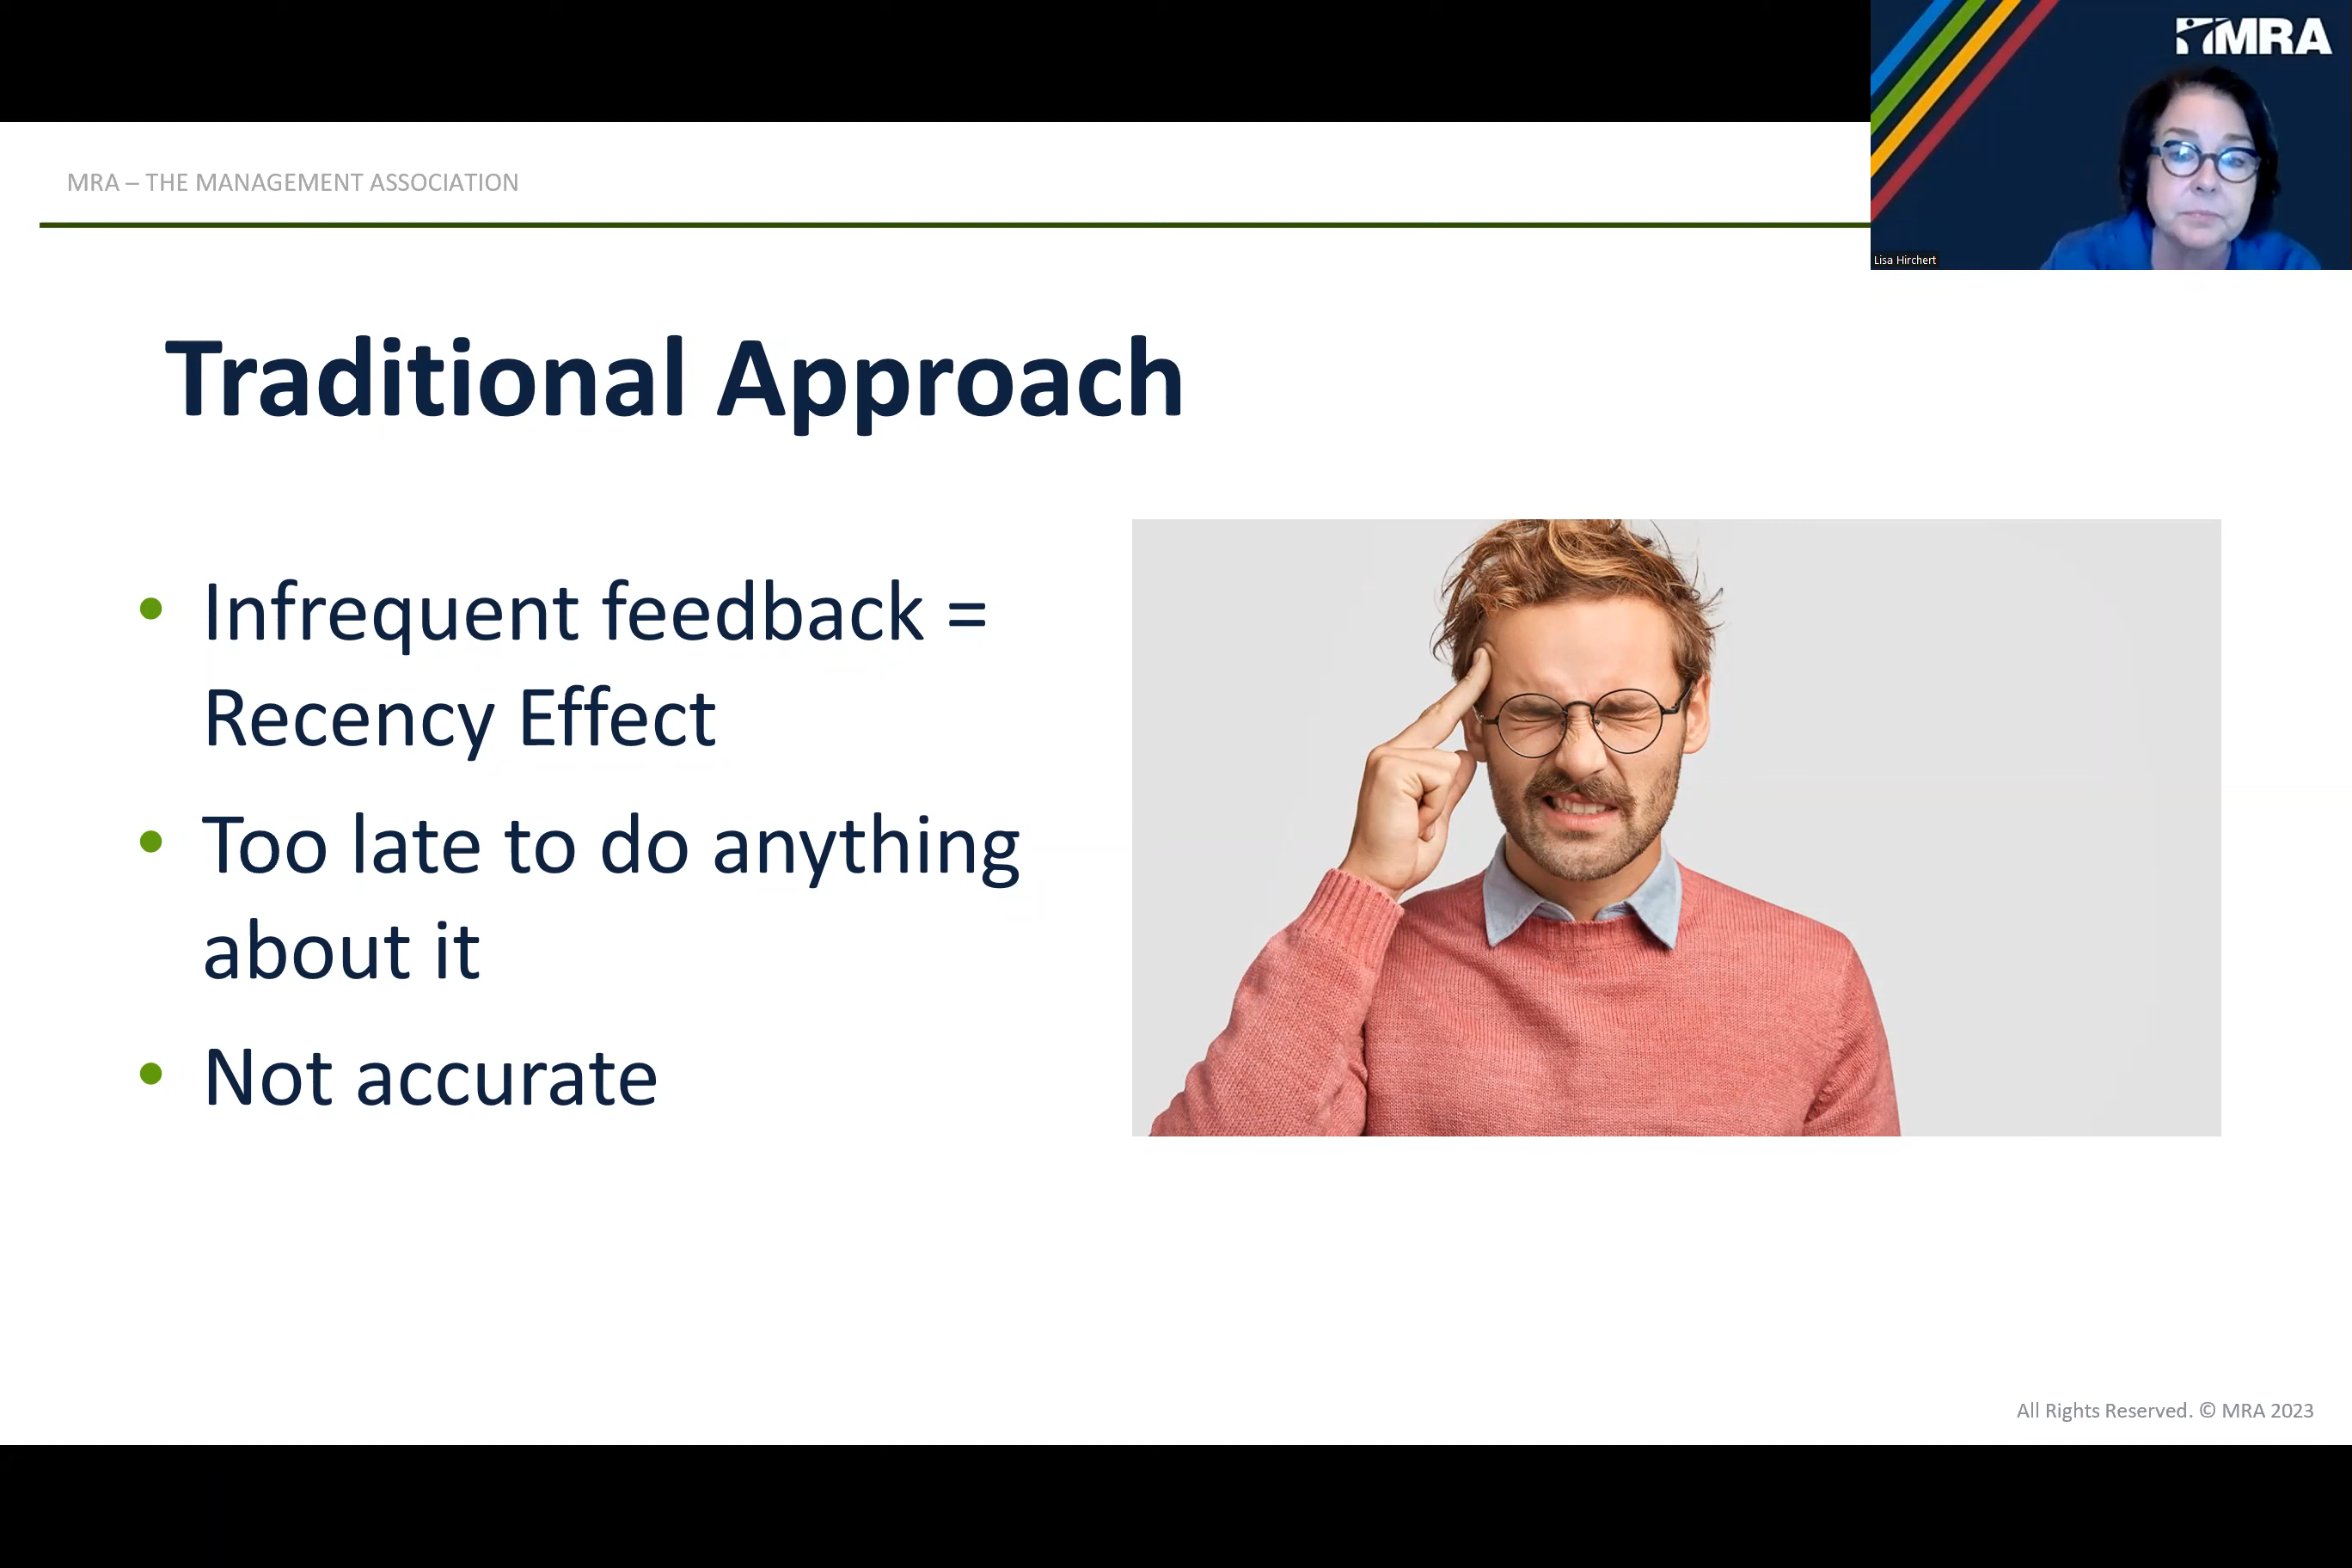 MRA
MRA – THE MANAGEMENT ASSOCIATION
Lisa Hirchert
Traditional Approach
• Infrequent feedback =
Recency Effect
• Too late to do anything
about it
• Not accurate
All Rights Reserved. © MRA 2023